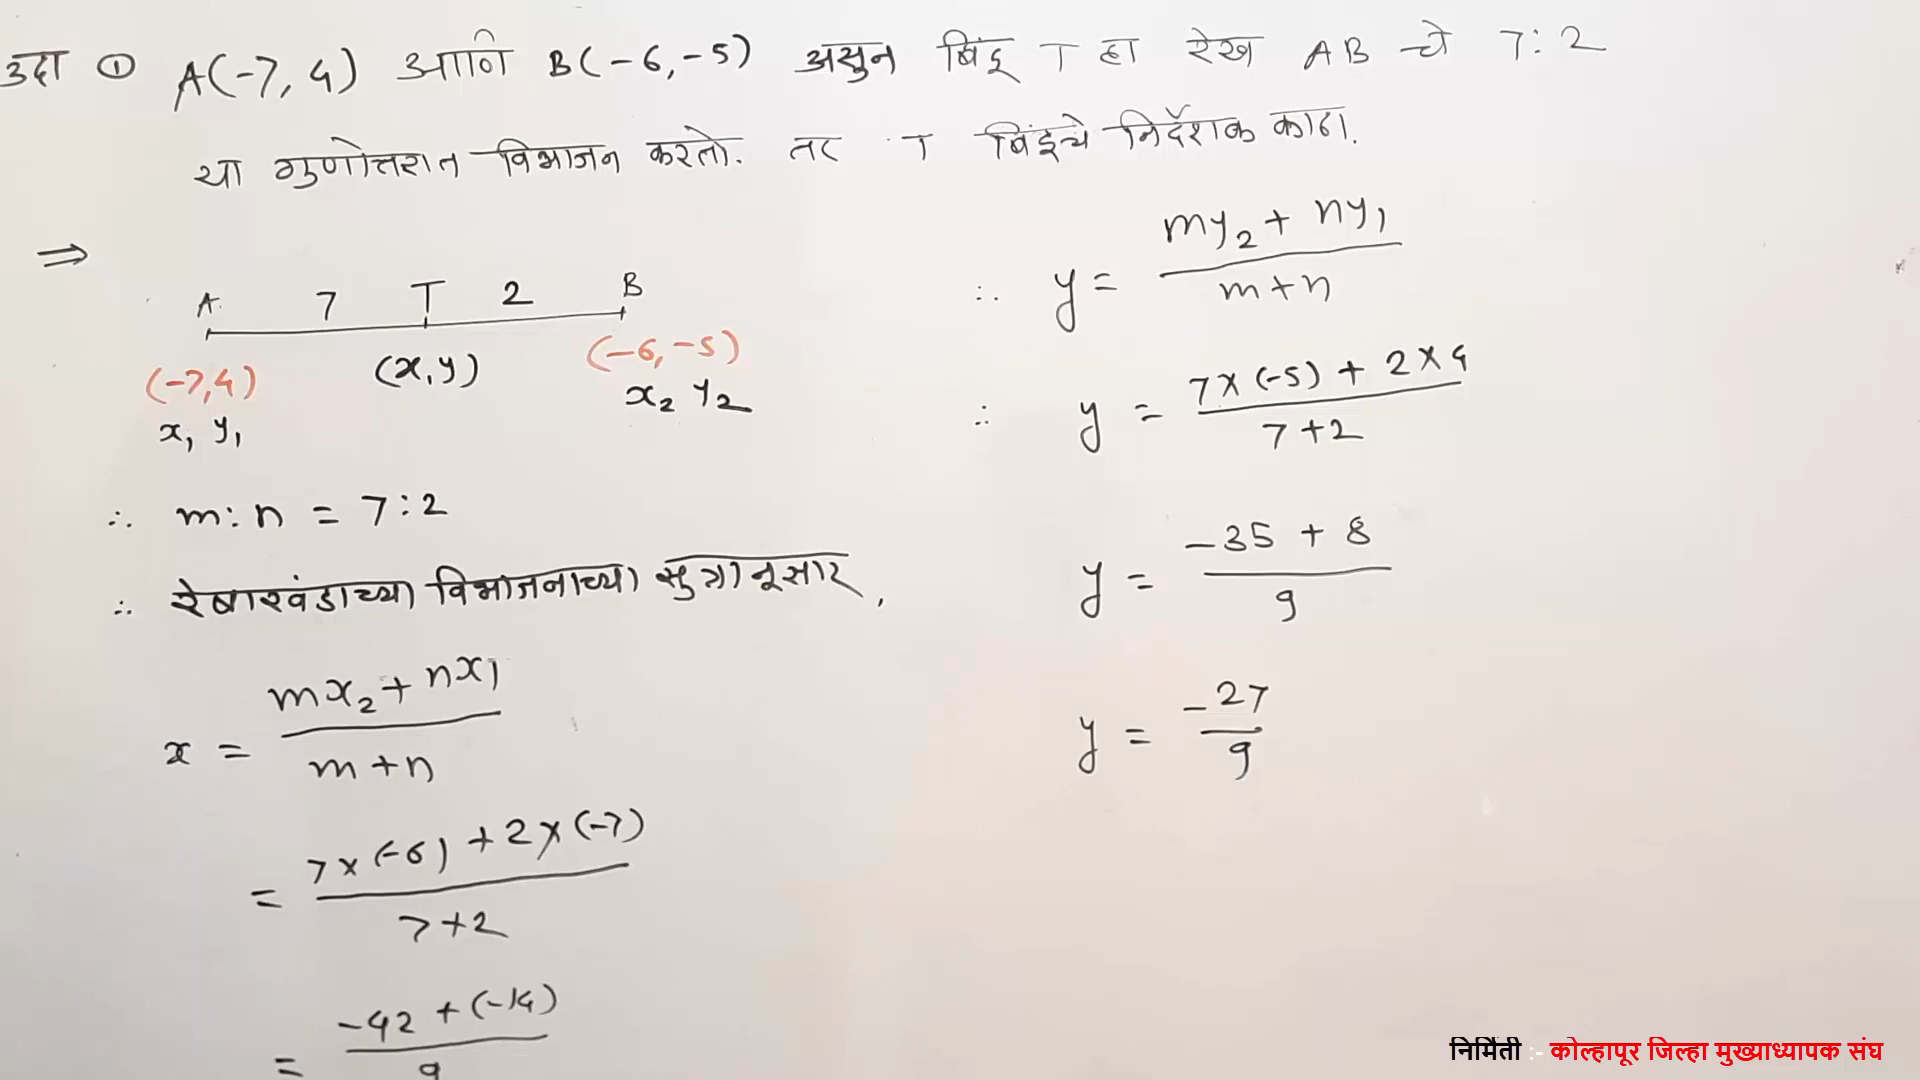 उदा ① A(-7, 4) आणि B(-6, -5) असुन बिंदू T हा रेख AB चे 7:2
या गुणोत्तरात विभाजन करतो. तर T बिंदूचे निर्देशक काढा.
⇒
A 7 T 2 B
(-7,4) (x,y) (-6,-5)
x₁ y₁ x₂ y₂
∴ m:n = 7:2
∴ रेषाखंडाच्या विभाजनाच्या सुत्रानूसार,
x = mx₂ + nx₁ / m+n
= 7×(-6) + 2×(-7) / 7+2
= -42 + (-14) / 9
∴ y = my₂ + ny₁ / m+n
∴ y = 7×(-5) + 2×4 / 7+2
y = -35 + 8 / 9
y = -27 / 9
निर्मिती :- कोल्हापूर जिल्हा मुख्याध्यापक संघ